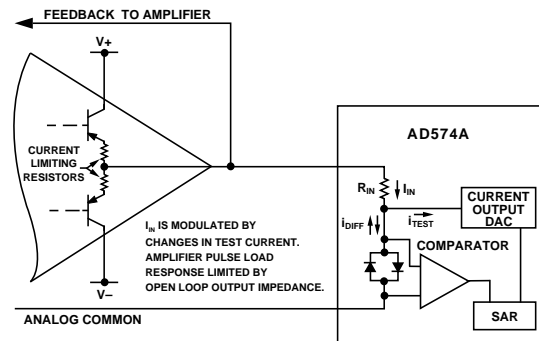 FEEDBACK TO AMPLIFIER
V+
CURRENT
LIMITING
RESISTORS
V–
I_IN IS MODULATED BY
CHANGES IN TEST CURRENT.
AMPLIFIER PULSE LOAD
RESPONSE LIMITED BY
OPEN LOOP OUTPUT IMPEDANCE.
ANALOG COMMON
AD574A
R_IN
I_IN
i_DIFF
i_TEST
CURRENT
OUTPUT
DAC
COMPARATOR
SAR